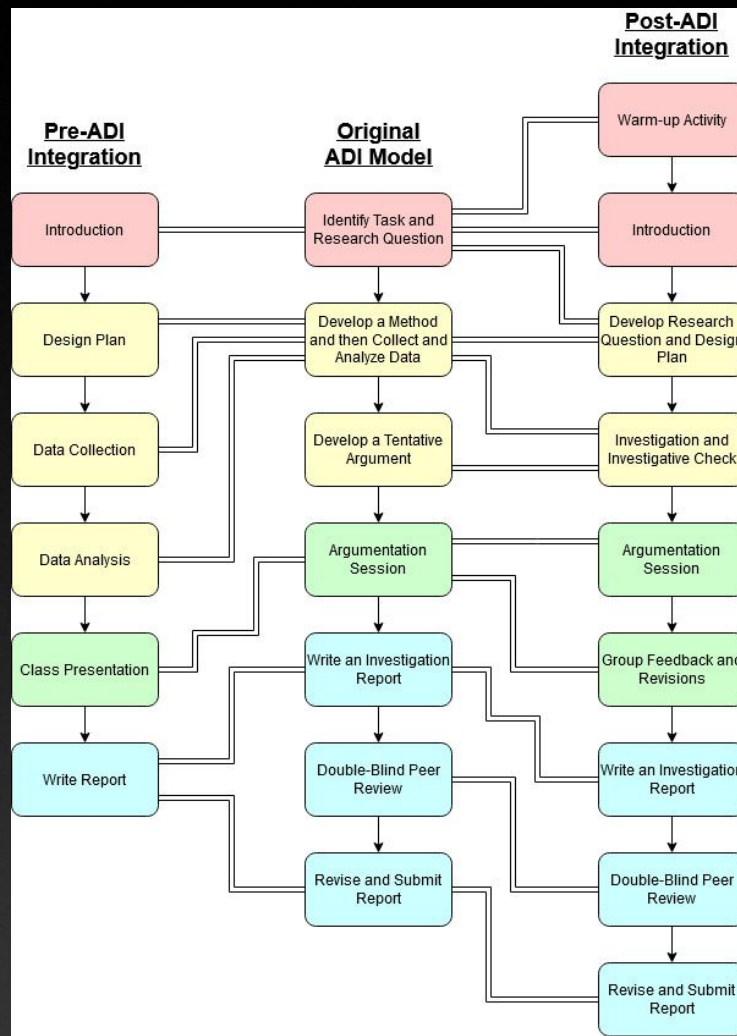 Pre-ADI
Integration
Introduction
Design Plan
Data Collection
Data Analysis
Class Presentation
Write Report
Original
ADI Model
Identify Task and
Research Question
Develop a Method
and then Collect and
Analyze Data
Develop a Tentative
Argument
Argumentation
Session
Write an Investigation
Report
Double-Blind Peer
Review
Revise and Submit
Report
Post-ADI
Integration
Warm-up Activity
Introduction
Develop Research
Question and Design
Plan
Investigation and
Investigative Check
Argumentation
Session
Group Feedback and
Revisions
Write an Investigation
Report
Double-Blind Peer
Review
Revise and Submit
Report